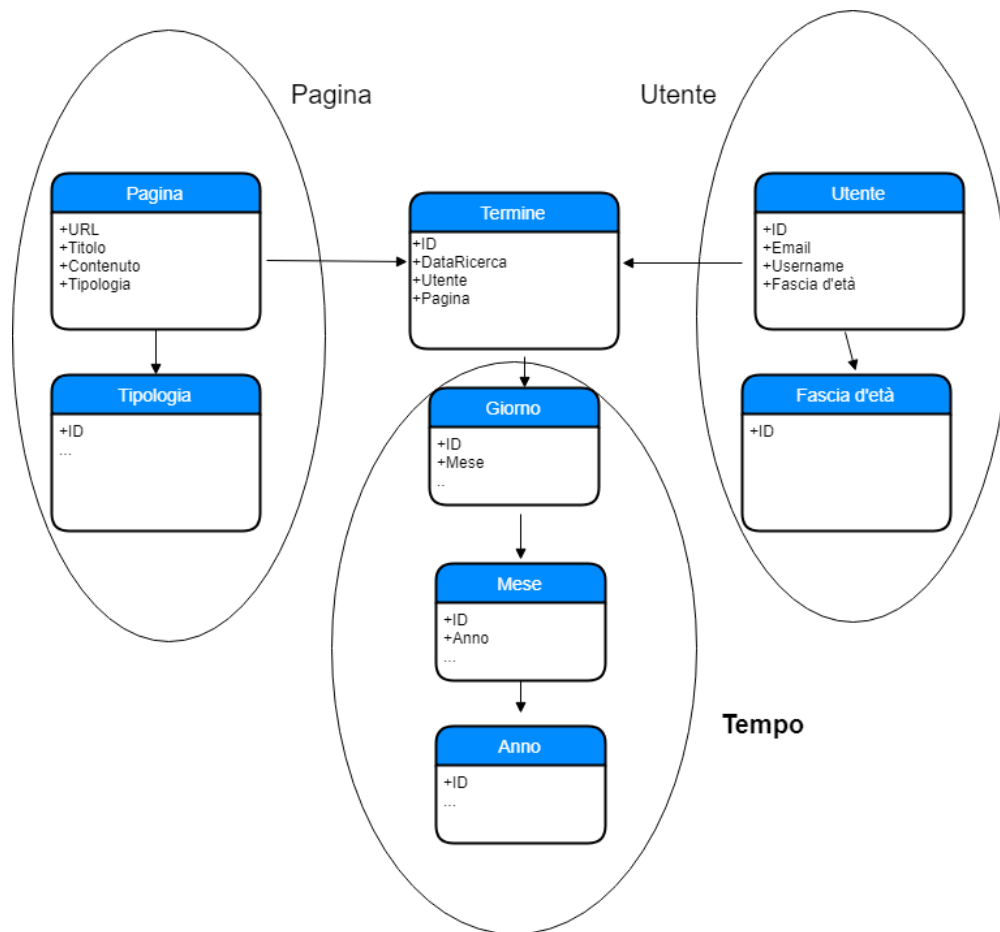 Pagina
Utente
Pagina
+URL
+Titolo
+Contenuto
+Tipologia
Termine
+ID
+DataRicerca
+Utente
+Pagina
Utente
+ID
+Email
+Username
+Fascia d'età
Tipologia
+ID
...
Giorno
+ID
+Mese
..
Fascia d'età
+ID
Mese
+ID
+Anno
...
Tempo
Anno
+ID
...